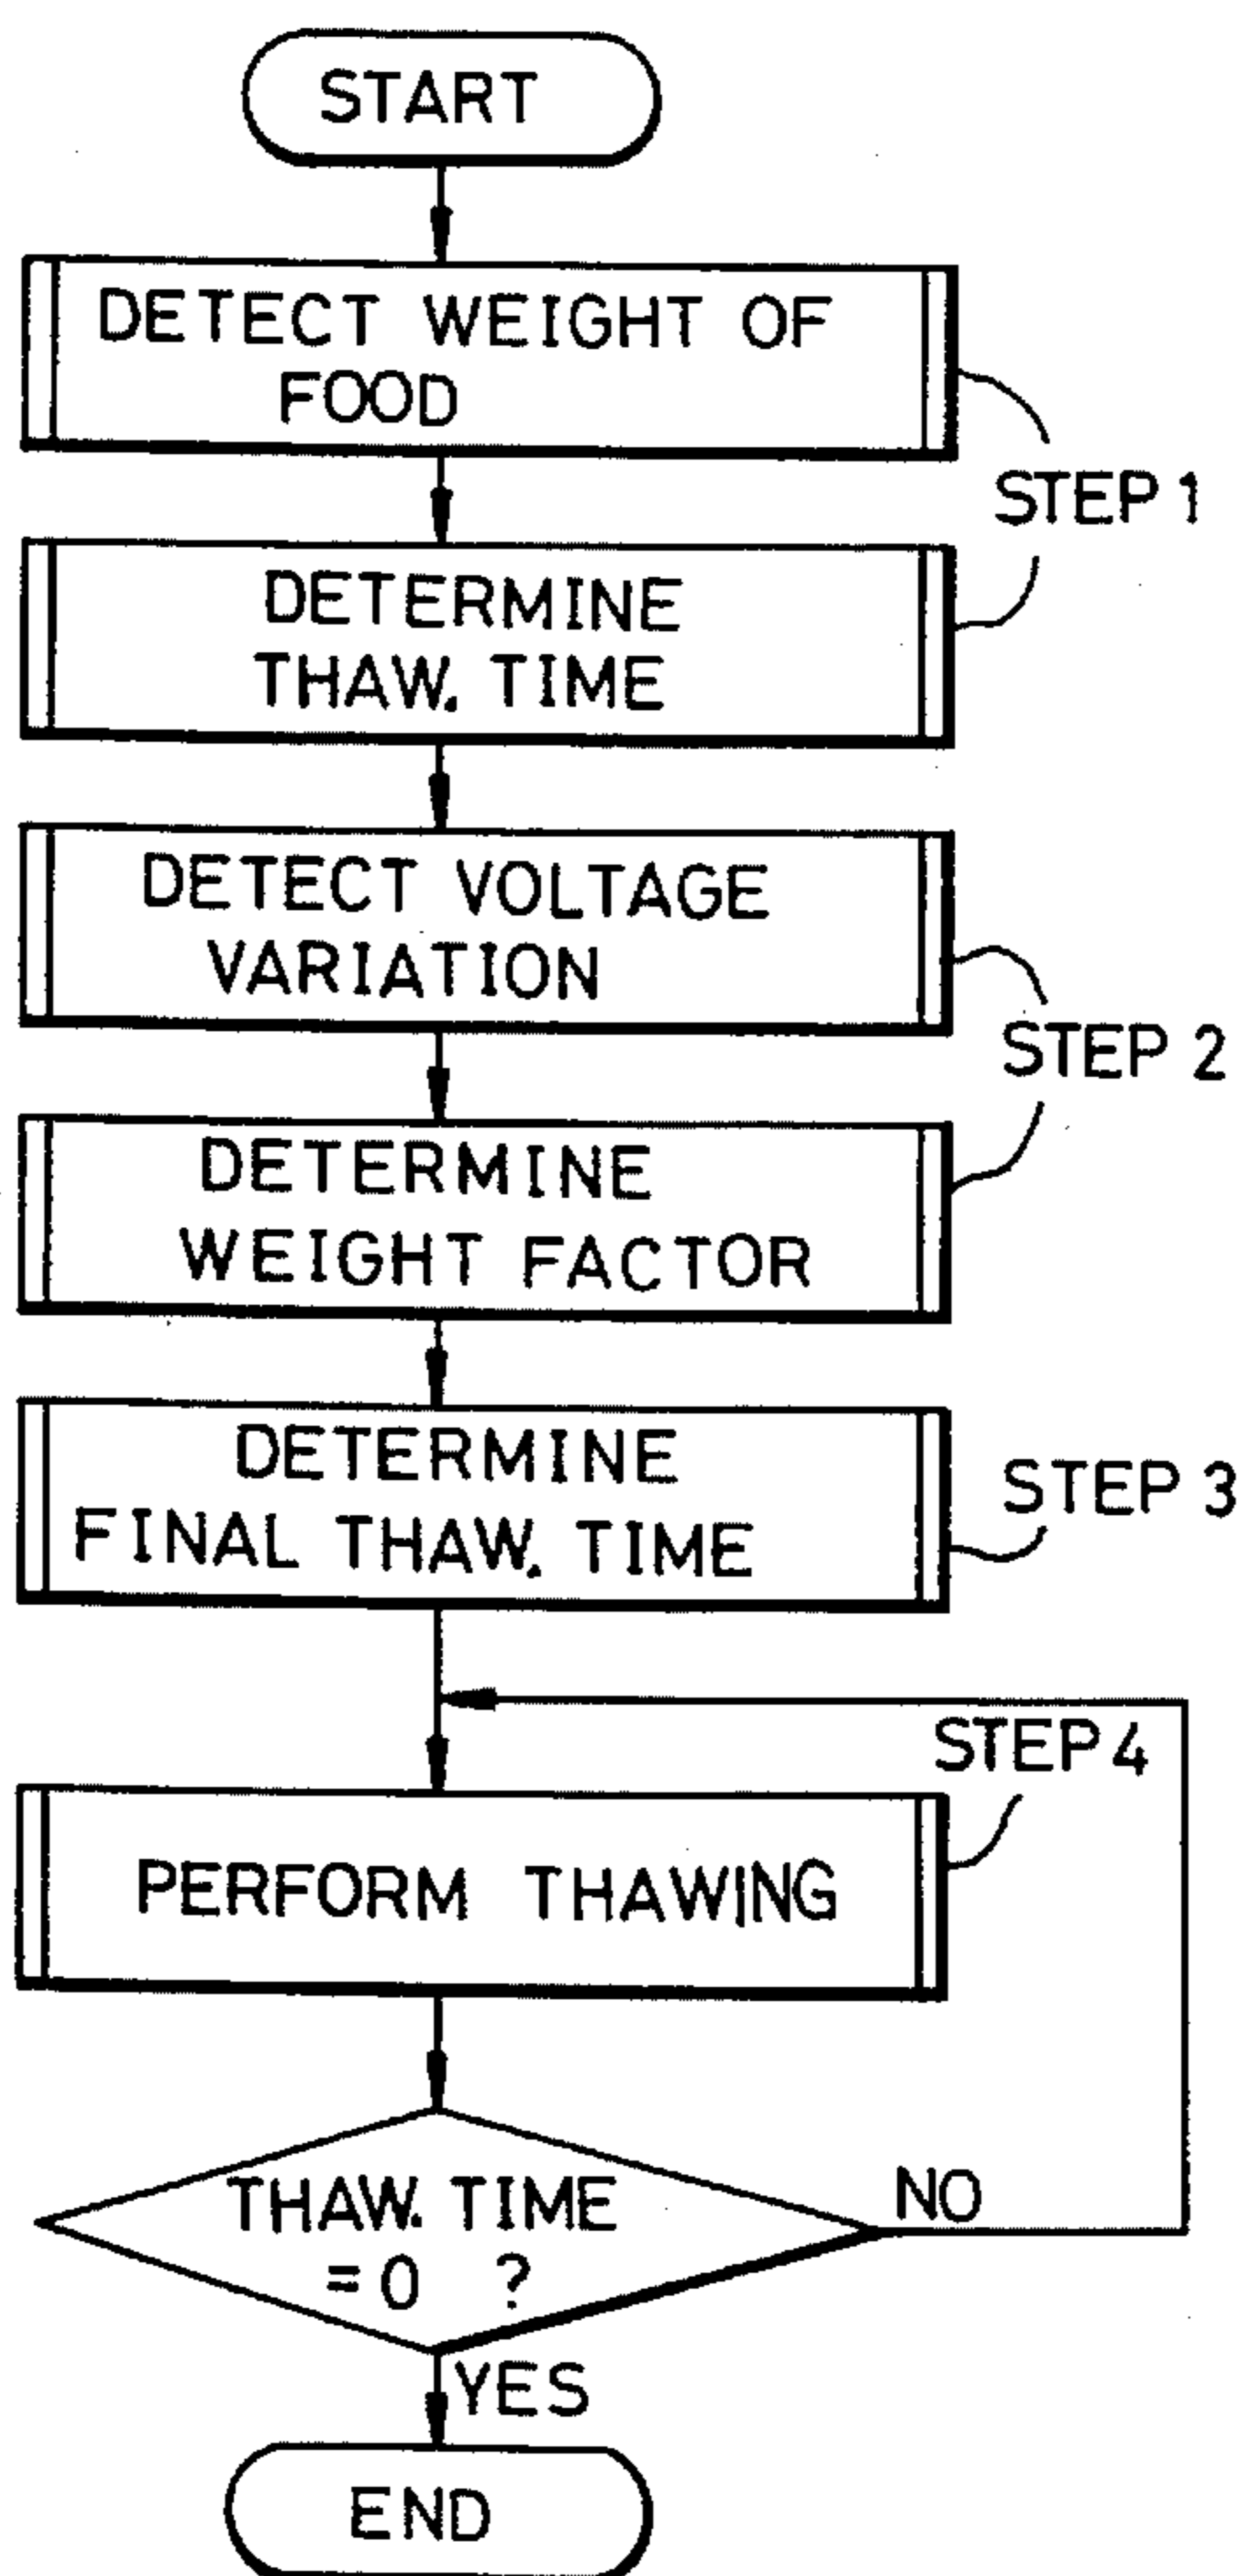 START
DETECT WEIGHT OF
FOOD
STEP 1
DETERMINE
THAW. TIME
DETECT VOLTAGE
VARIATION
STEP 2
DETERMINE
WEIGHT FACTOR
DETERMINE
FINAL THAW. TIME
STEP 3
STEP 4
PERFORM THAWING
THAW. TIME
= 0 ?
NO
YES
END